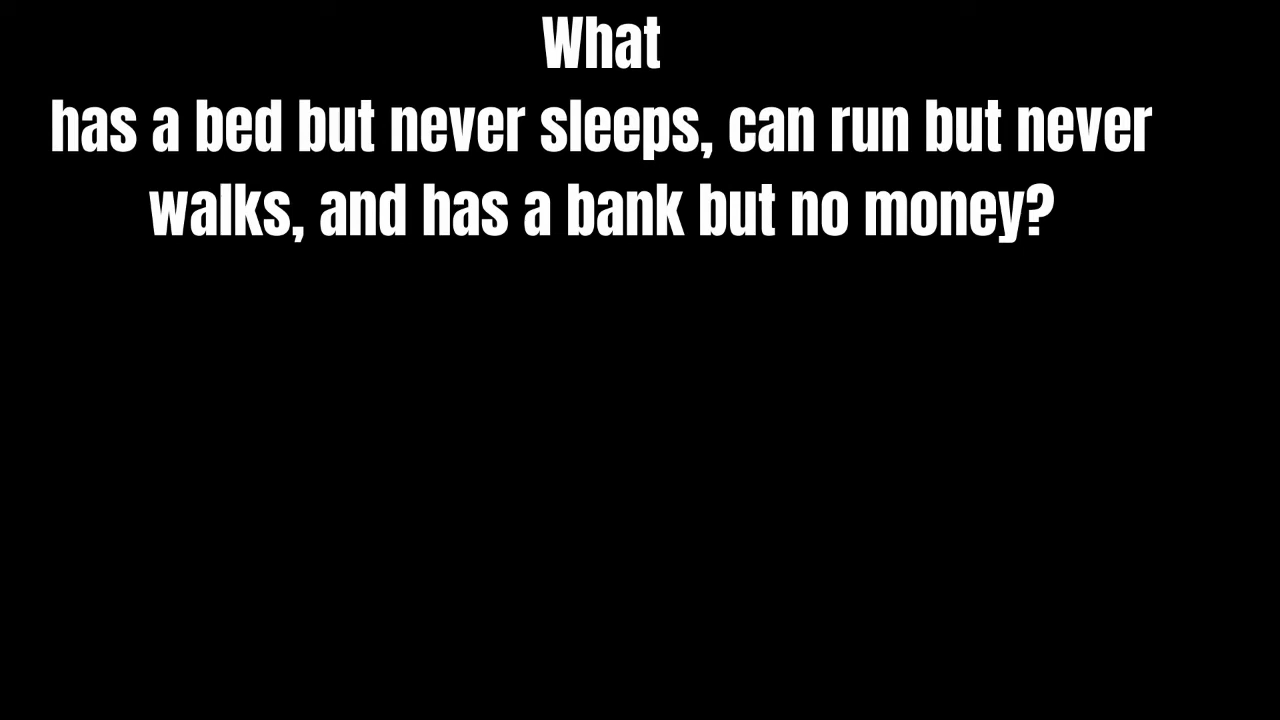 What
has a bed but never sleeps, can run but never
walks, and has a bank but no money?